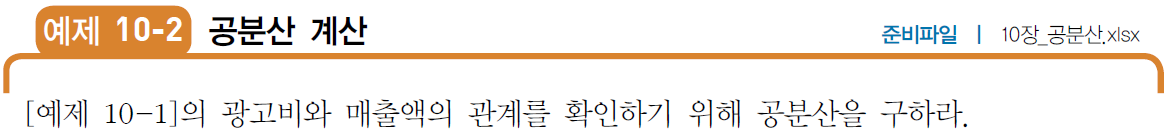 예제 10-2 공분산 계산 준비파일 | 10장_공분산.xlsx
[예제 10-1]의 광고비와 매출액의 관계를 확인하기 위해 공분산을 구하라.